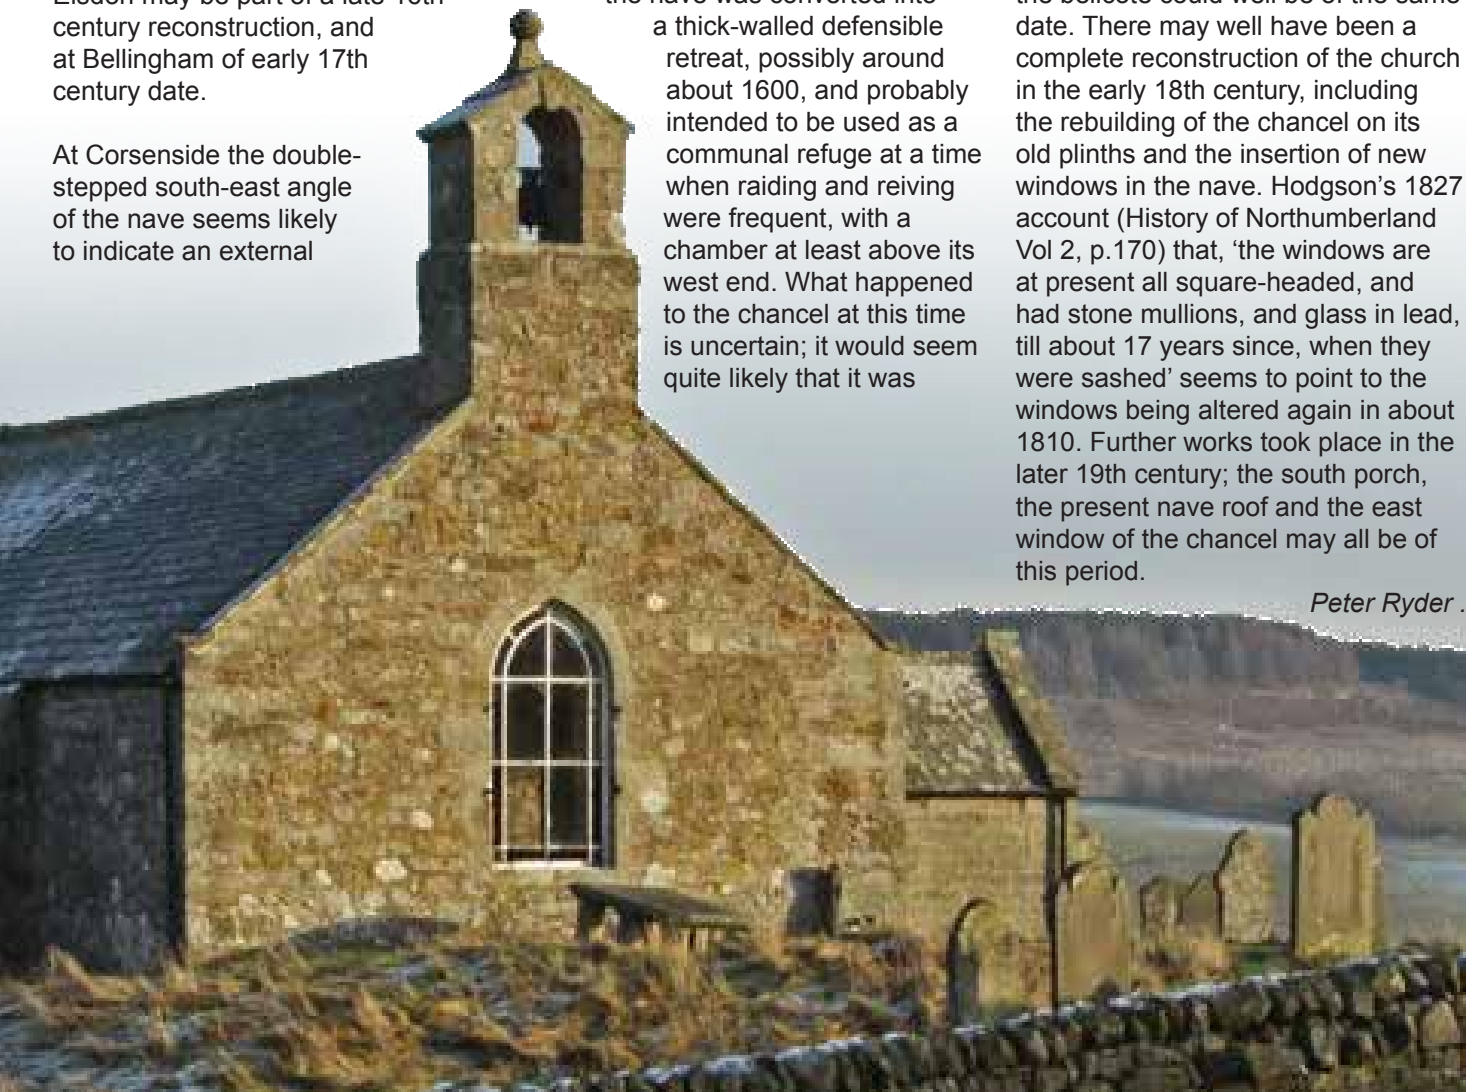 century reconstruction, and
at Bellingham of early 17th
century date.
At Corsenside the double-
stepped south-east angle
of the nave seems likely
to indicate an external
the nave was converted into
a thick-walled defensible
retreat, possibly around
about 1600, and probably
intended to be used as a
communal refuge at a time
when raiding and reiving
were frequent, with a
chamber at least above its
west end. What happened
to the chancel at this time
is uncertain; it would seem
quite likely that it was
date. There may well have been a
complete reconstruction of the church
in the early 18th century, including
the rebuilding of the chancel on its
old plinths and the insertion of new
windows in the nave. Hodgson’s 1827
account (History of Northumberland
Vol 2, p.170) that, ‘the windows are
at present all square-headed, and
had stone mullions, and glass in lead,
till about 17 years since, when they
were sashed’ seems to point to the
windows being altered again in about
1810. Further works took place in the
later 19th century; the south porch,
the present nave roof and the east
window of the chancel may all be of
this period.
Peter Ryder .